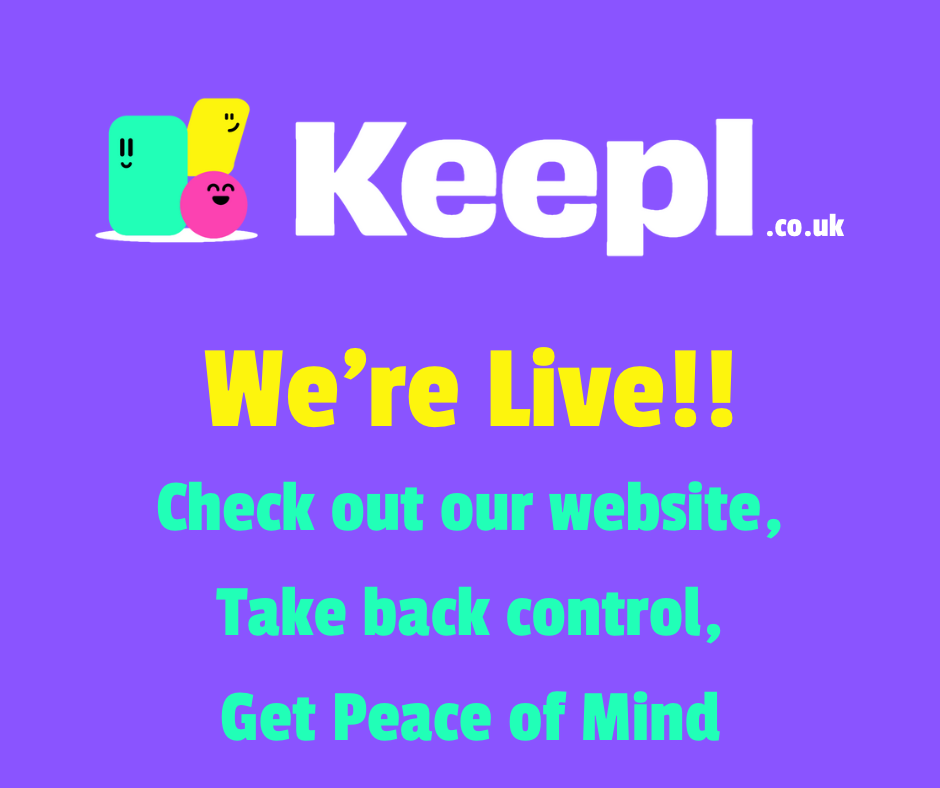 Keepl.co.uk
We're Live!!
Check out our website,
Take back control,
Get Peace of Mind